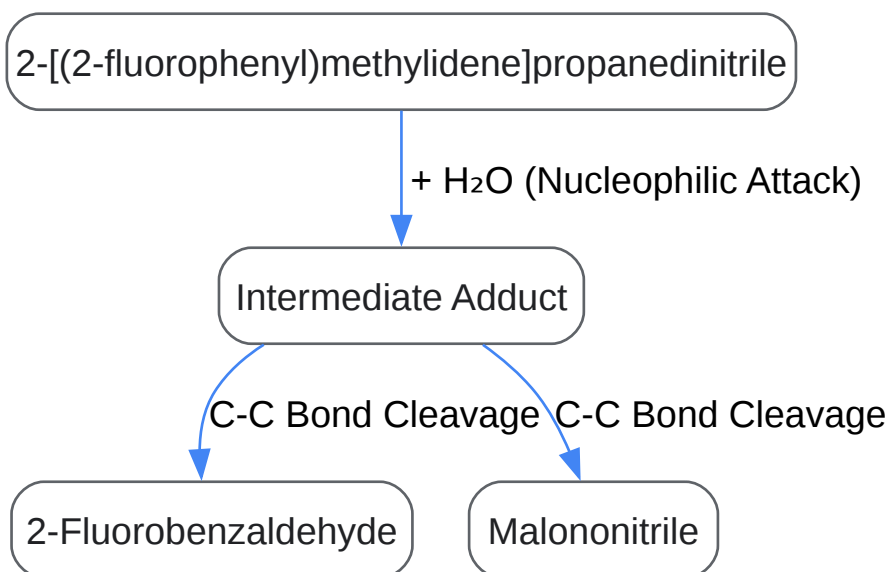 2-[(2-fluorophenyl)methylidene]propanedinitrile
+ H₂O (Nucleophilic Attack)
Intermediate Adduct
C-C Bond Cleavage
C-C Bond Cleavage
2-Fluorobenzaldehyde
Malononitrile